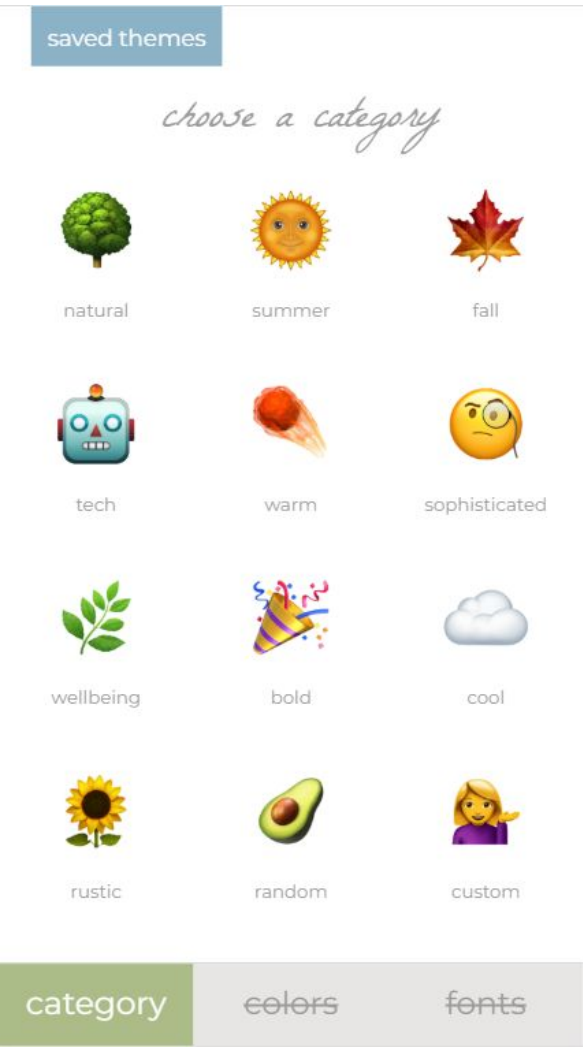 saved themes
choose a category
natural summer fall
tech warm sophisticated
wellbeing bold cool
rustic random custom
category colors fonts